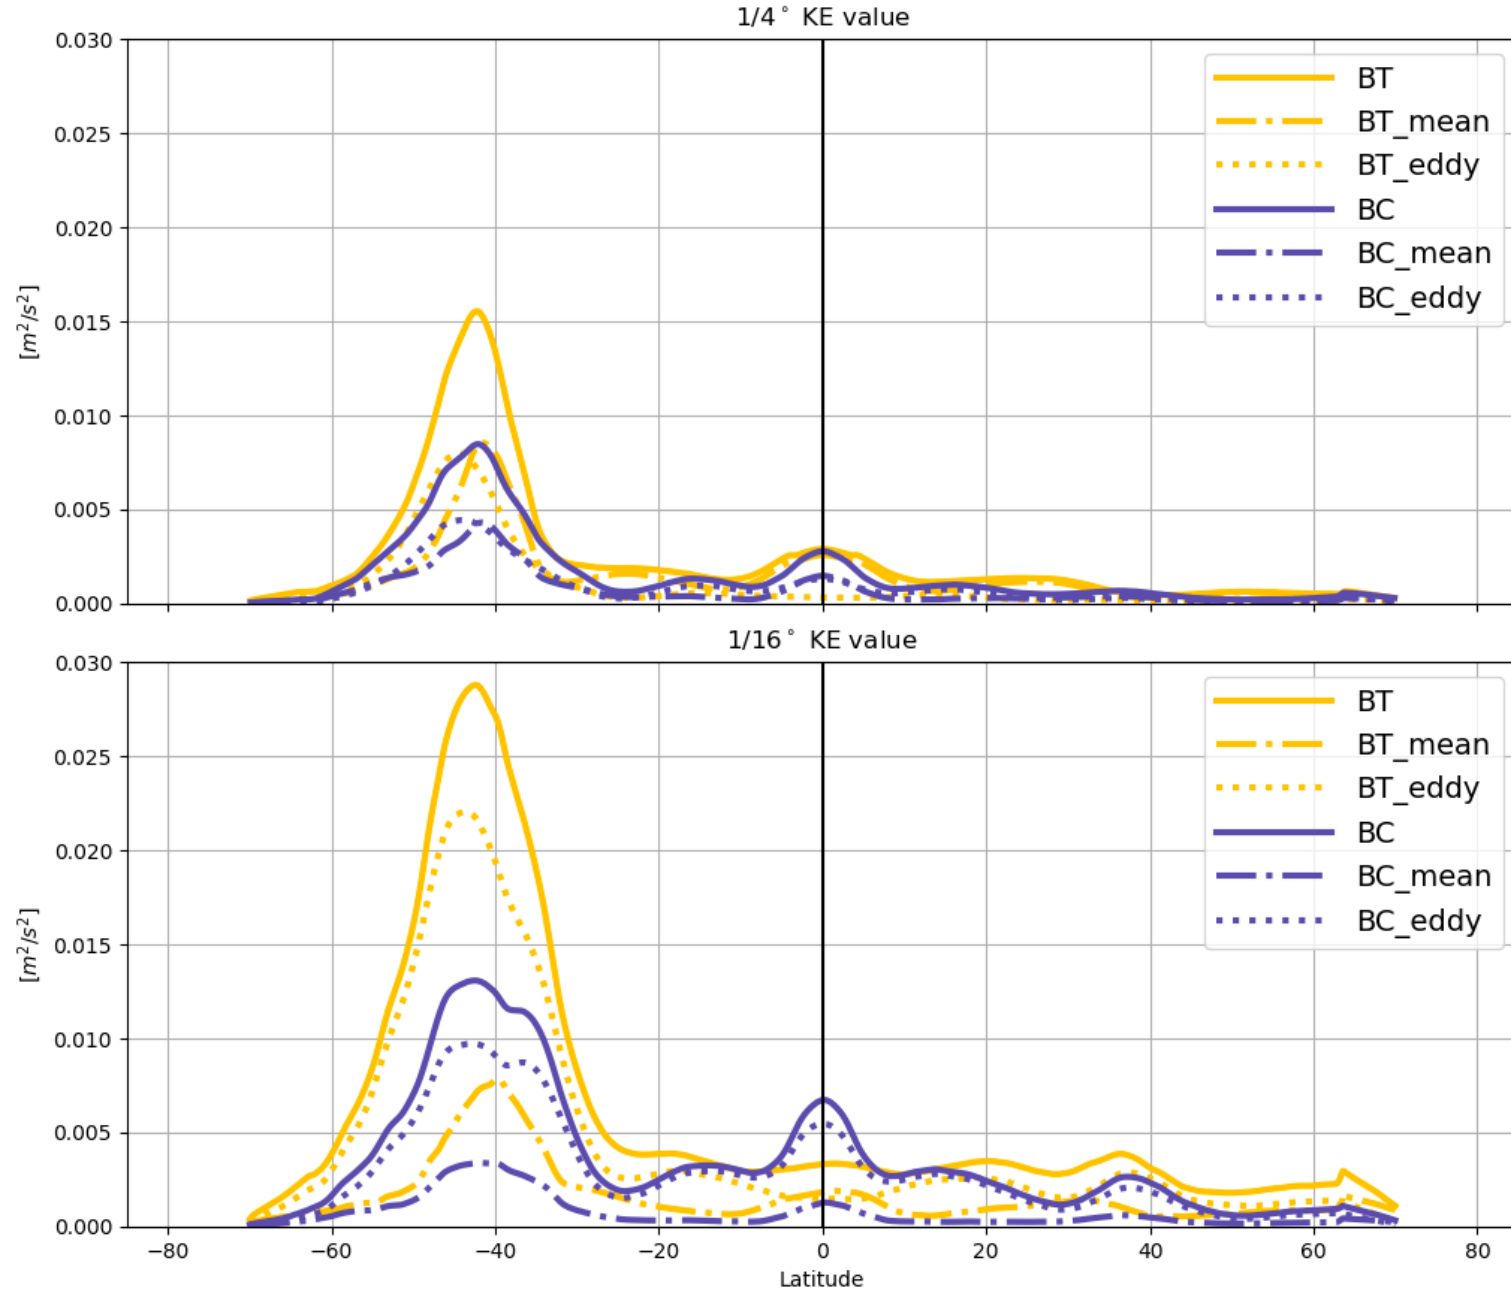 1/4° KE value
0.030
0.025
0.020
0.015
0.010
0.005
0.000
[m²/s²]
BT
BT_mean
BT_eddy
BC
BC_mean
BC_eddy
1/16° KE value
0.030
0.025
0.020
0.015
0.010
0.005
0.000
[m²/s²]
BT
BT_mean
BT_eddy
BC
BC_mean
BC_eddy
−80 −60 −40 −20 0 20 40 60 80
Latitude